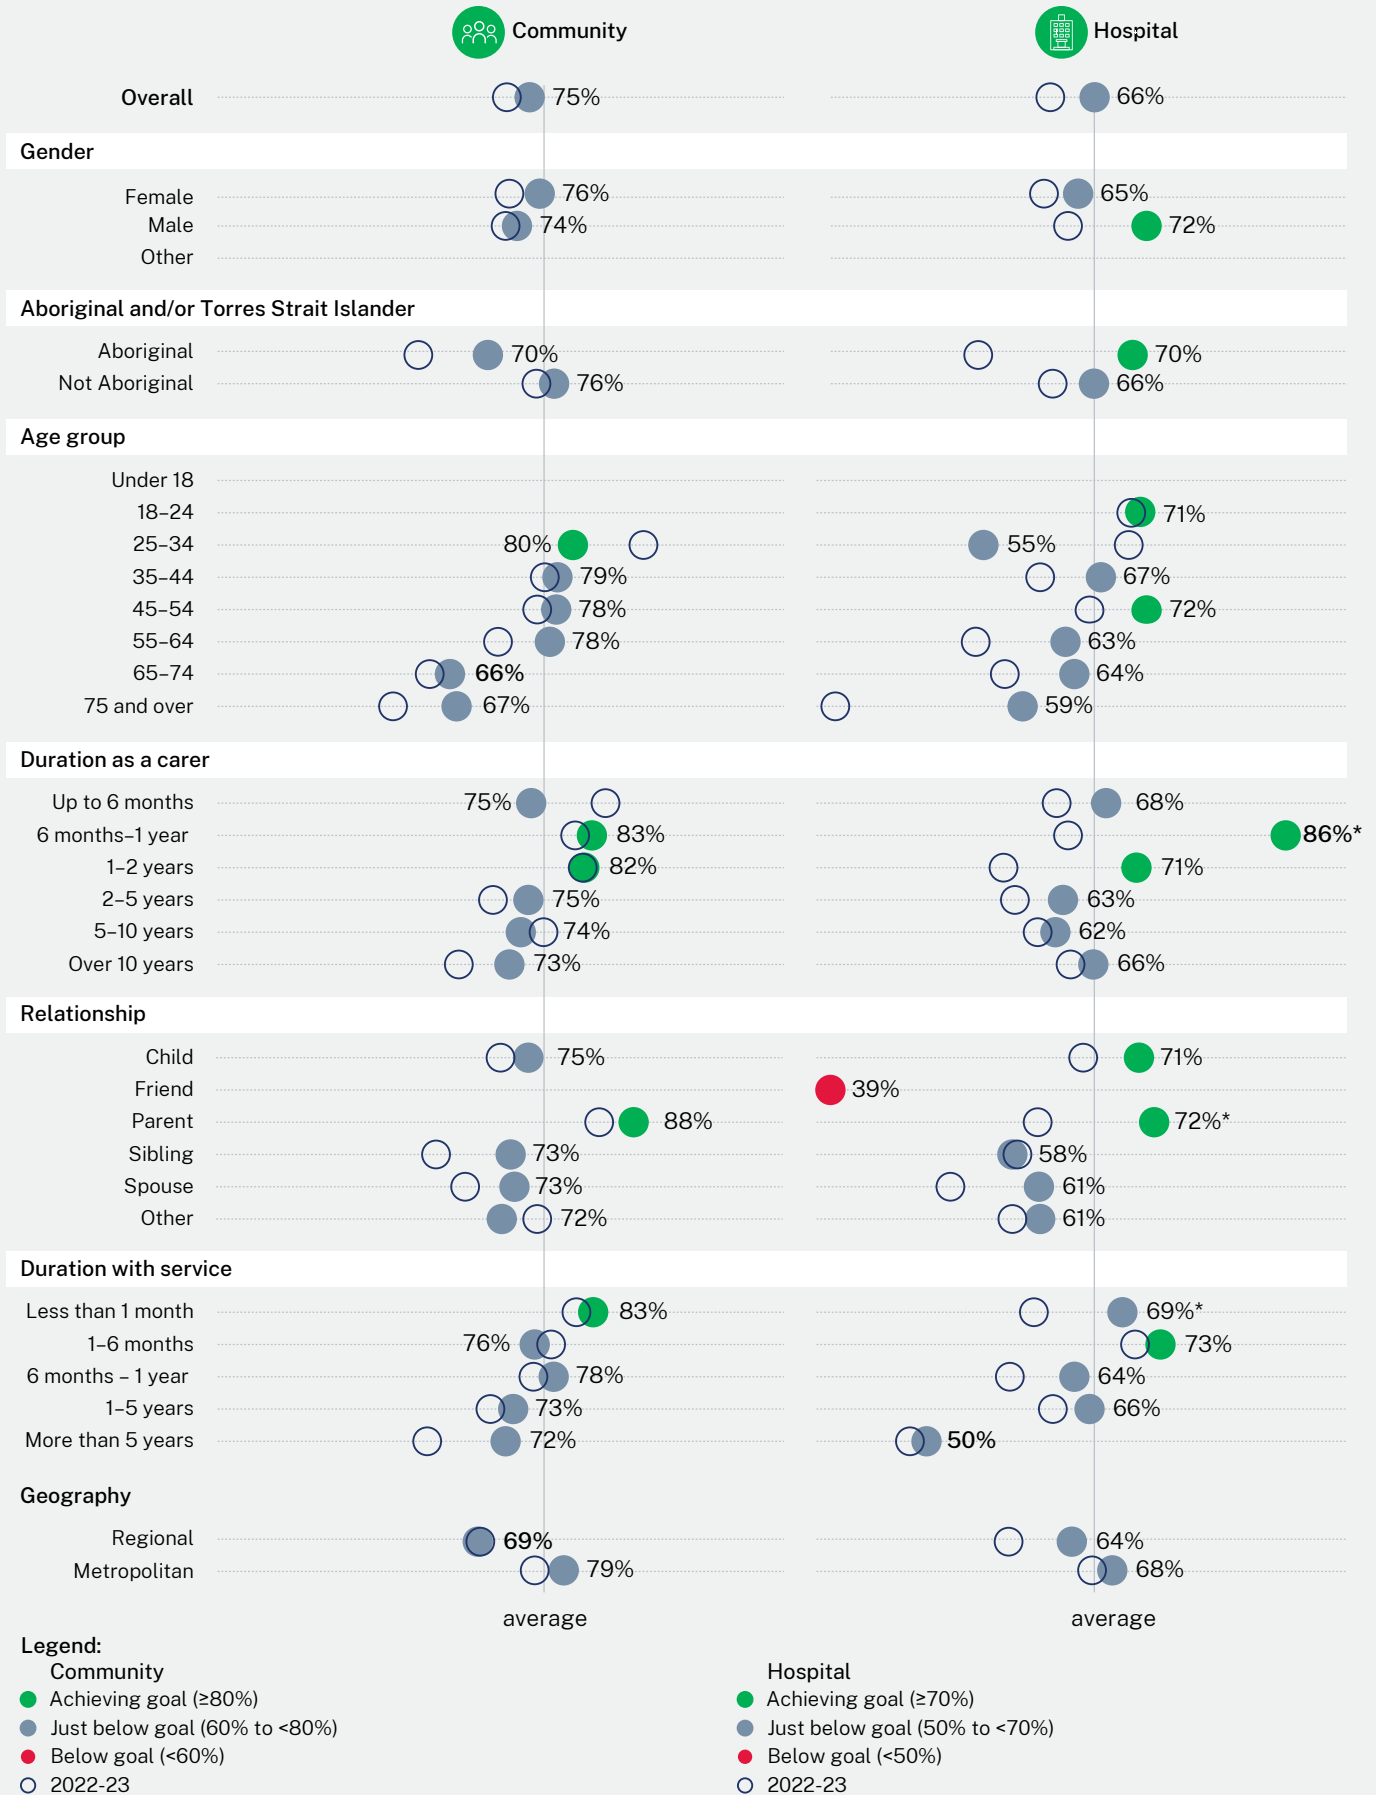 Community Hospital
Overall 75% 66%
Gender
Female 76% 65%
Male 74% 72%
Other
Aboriginal and/or Torres Strait Islander
Aboriginal 70% 70%
Not Aboriginal 76% 66%
Age group
Under 18
18–24 71%
25–34 80% 55%
35–44 79% 67%
45–54 78% 72%
55–64 78% 63%
65–74 66% 64%
75 and over 67% 59%
Duration as a carer
Up to 6 months 75% 68%
6 months–1 year 83% 86%*
1–2 years 82% 71%
2–5 years 75% 63%
5–10 years 74% 62%
Over 10 years 73% 66%
Relationship
Child 75% 71%
Friend 39%
Parent 88% 72%*
Sibling 73% 58%
Spouse 73% 61%
Other 72% 61%
Duration with service
Less than 1 month 83% 69%*
1–6 months 76% 73%
6 months – 1 year 78% 64%
1–5 years 73% 66%
More than 5 years 72% 50%
Geography
Regional 69% 64%
Metropolitan 79% 68%
average average
Legend:
Community Hospital
Achieving goal (≥80%) Achieving goal (≥70%)
Just below goal (60% to <80%) Just below goal (50% to <70%)
Below goal (<60%) Below goal (<50%)
2022-23 2022-23